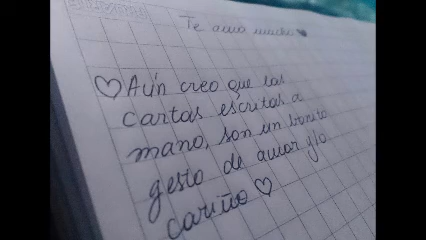 Te amo mucho ❤
♡ Aún creo que las
cartas escritas a
mano, son un bonito
gesto de amor y/o
cariño ♡